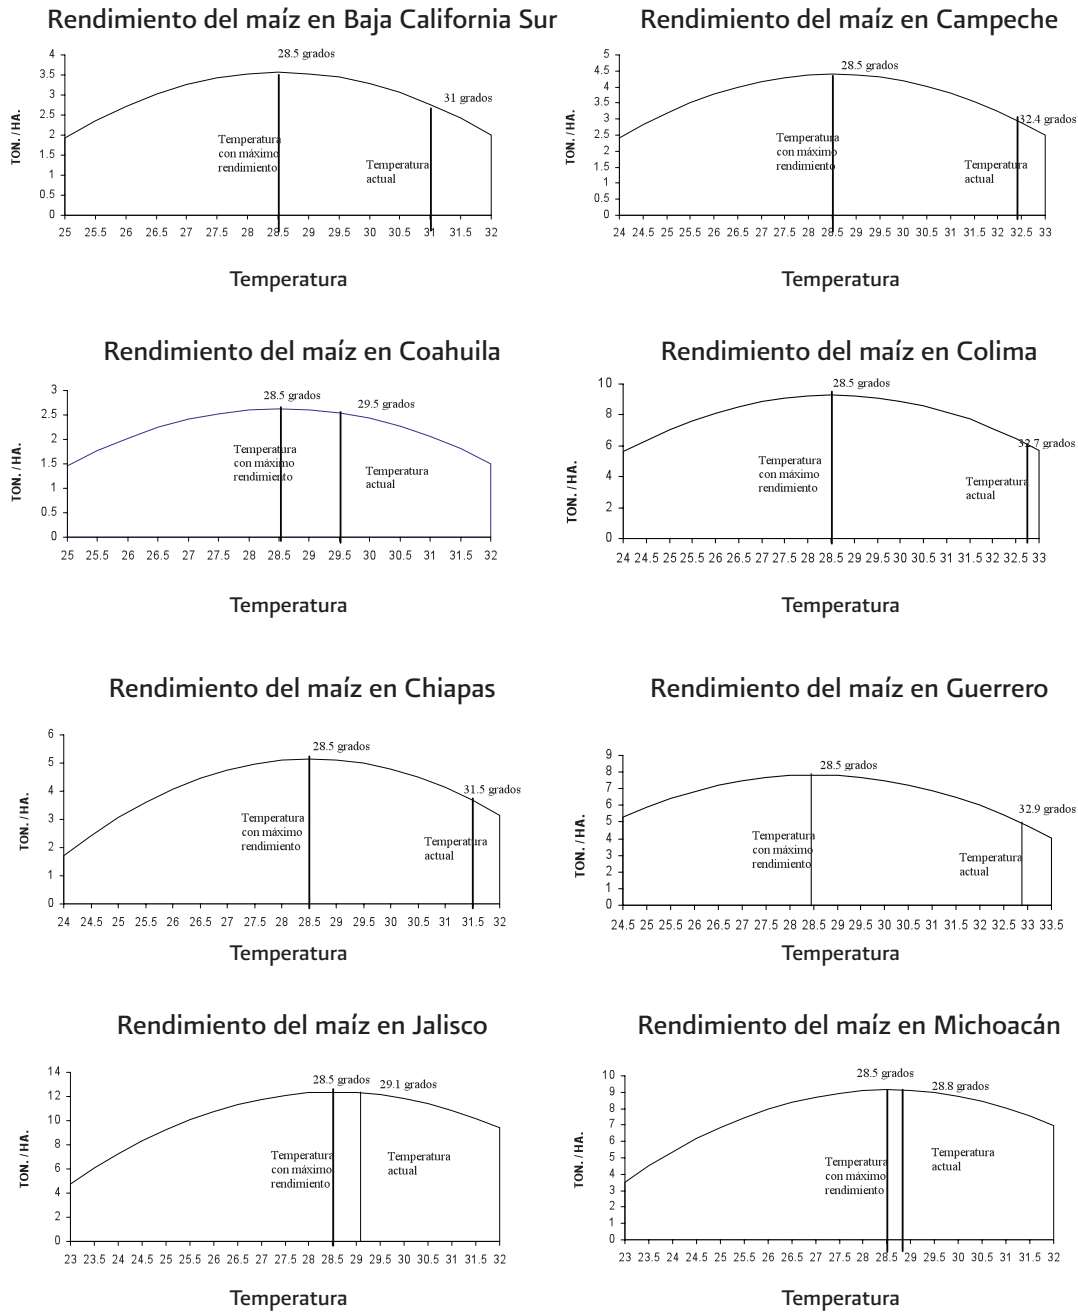 Rendimiento del maíz en Baja California Sur
4
3.5
3
2.5
2
1.5
1
0.5
0
TON. / HA.
28.5 grados
31 grados
Temperatura
con máximo
rendimiento
Temperatura
actual
25 25.5 26 26.5 27 27.5 28 28.5 29 29.5 30 30.5 31 31.5 32
Temperatura
Rendimiento del maíz en Campeche
5
4.5
4
3.5
3
2.5
2
1.5
1
0.5
0
TON. / HA.
28.5 grados
32.4 grados
Temperatura
con máximo
rendimiento
Temperatura
actual
24 24.5 25 25.5 26 26.5 27 27.5 28 28.5 29 29.5 30 30.5 31 31.5 32 32.5 33
Temperatura
Rendimiento del maíz en Coahuila
3
2.5
2
1.5
1
0.5
0
TON. / HA.
28.5 grados
29.5 grados
Temperatura
con máximo
rendimiento
Temperatura
actual
25 25.5 26 26.5 27 27.5 28 28.5 29 29.5 30 30.5 31 31.5 32
Temperatura
Rendimiento del maíz en Colima
10
8
6
4
2
0
TON. / HA.
28.5 grados
32.7 grados
Temperatura
con máximo
rendimiento
Temperatura
actual
24 24.5 25 25.5 26 26.5 27 27.5 28 28.5 29 29.5 30 30.5 31 31.5 32 32.5 33
Temperatura
Rendimiento del maíz en Chiapas
6
5
4
3
2
1
0
TON. / HA.
28.5 grados
31.5 grados
Temperatura
con máximo
rendimiento
Temperatura
actual
24 24.5 25 25.5 26 26.5 27 27.5 28 28.5 29 29.5 30 30.5 31 31.5 32
Temperatura
Rendimiento del maíz en Guerrero
9
8
7
6
5
4
3
2
1
0
TON. / HA.
28.5 grados
32.9 grados
Temperatura
con máximo
rendimiento
Temperatura
actual
24.5 25 25.5 26 26.5 27 27.5 28 28.5 29 29.5 30 30.5 31 31.5 32 32.5 33 33.5
Temperatura
Rendimiento del maíz en Jalisco
14
12
10
8
6
4
2
0
TON. / HA.
28.5 grados
29.1 grados
Temperatura
con máximo
rendimiento
Temperatura
actual
23 23.5 24 24.5 25 25.5 26 26.5 27 27.5 28 28.5 29 29.5 30 30.5 31 31.5 32
Temperatura
Rendimiento del maíz en Michoacán
10
9
8
7
6
5
4
3
2
1
0
TON. / HA.
28.5 grados
28.8 grados
Temperatura
con máximo
rendimiento
Temperatura
actual
23 23.5 24 24.5 25 25.5 26 26.5 27 27.5 28 28.5 29 29.5 30 30.5 31 31.5 32
Temperatura